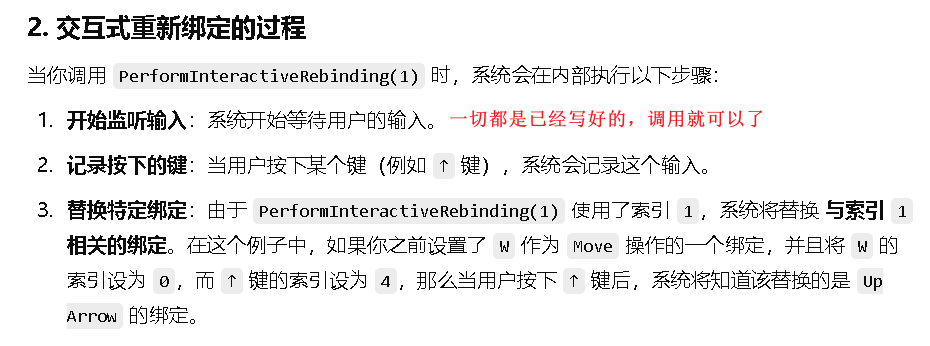 2. 交互式重新绑定的过程
当你调用 PerformInteractiveRebinding(1) 时，系统会在内部执行以下步骤：
1. 开始监听输入：系统开始等待用户的输入。 一切都是已经写好的，调用就可以了
2. 记录按下的键：当用户按下某个键（例如 ↑ 键），系统会记录这个输入。
3. 替换特定绑定：由于 PerformInteractiveRebinding(1) 使用了索引 1，系统将替换 与索引 1
相关的绑定。在这个例子中，如果你之前设置了 W 作为 Move 操作的一个绑定，并且将 W 的
索引设为 0，而 ↑ 键的索引设为 4，那么当用户按下 ↑ 键后，系统将知道该替换的是 Up
Arrow 的绑定。